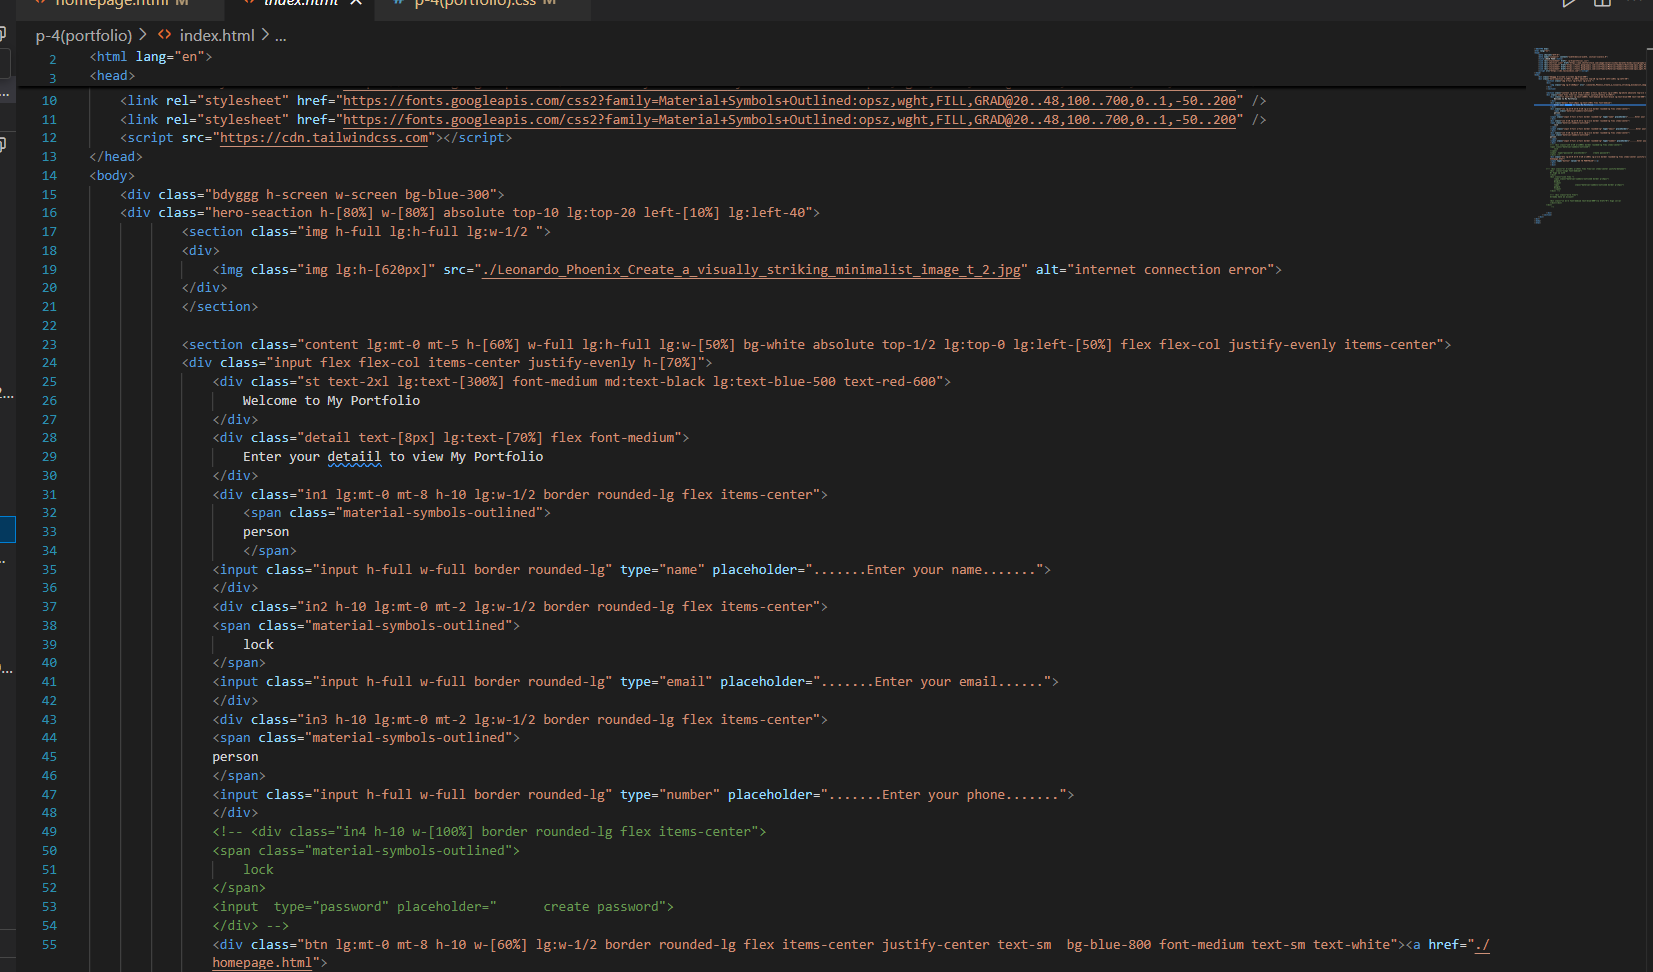 homepage.html M
index.html
p-4(portfolio).css M
p-4(portfolio) > index.html > ...
2 <html lang="en">
3 <head>
10 <link rel="stylesheet" href="https://fonts.googleapis.com/css2?family=Material+Symbols+Outlined:opsz,wght,FILL,GRAD@20..48,100..700,0..1,-50..200" />
11 <link rel="stylesheet" href="https://fonts.googleapis.com/css2?family=Material+Symbols+Outlined:opsz,wght,FILL,GRAD@20..48,100..700,0..1,-50..200" />
12 <script src="https://cdn.tailwindcss.com"></script>
13 </head>
14 <body>
15 <div class="bdyggg h-screen w-screen bg-blue-300">
16 <div class="hero-seaction h-[80%] w-[80%] absolute top-10 lg:top-20 left-[10%] lg:left-40">
17 <section class="img h-full lg:h-full lg:w-1/2 ">
18 <div>
19 <img class="img lg:h-[620px]" src="./Leonardo_Phoenix_Create_a_visually_striking_minimalist_image_t_2.jpg" alt="internet connection error">
20 </div>
21 </section>
22
23 <section class="content lg:mt-0 mt-5 h-[60%] w-full lg:h-full lg:w-[50%] bg-white absolute top-1/2 lg:top-0 lg:left-[50%] flex flex-col justify-evenly items-center">
24 <div class="input flex flex-col items-center justify-evenly h-[70%]">
25 <div class="st text-2xl lg:text-[300%] font-medium md:text-black lg:text-blue-500 text-red-600">
26 Welcome to My Portfolio
27 </div>
28 <div class="detail text-[8px] lg:text-[70%] flex font-medium">
29 Enter your detaiil to view My Portfolio
30 </div>
31 <div class="in1 lg:mt-0 mt-8 h-10 lg:w-1/2 border rounded-lg flex items-center">
32 <span class="material-symbols-outlined">
33 person
34 </span>
35 <input class="input h-full w-full border rounded-lg" type="name" placeholder=".......Enter your name.......">
36 </div>
37 <div class="in2 h-10 lg:mt-0 mt-2 lg:w-1/2 border rounded-lg flex items-center">
38 <span class="material-symbols-outlined">
39 lock
40 </span>
41 <input class="input h-full w-full border rounded-lg" type="email" placeholder=".......Enter your email......">
42 </div>
43 <div class="in3 h-10 lg:mt-0 mt-2 lg:w-1/2 border rounded-lg flex items-center">
44 <span class="material-symbols-outlined">
45 person
46 </span>
47 <input class="input h-full w-full border rounded-lg" type="number" placeholder=".......Enter your phone.......">
48 </div>
49 <!-- <div class="in4 h-10 w-[100%] border rounded-lg flex items-center">
50 <span class="material-symbols-outlined">
51 lock
52 </span>
53 <input  type="password" placeholder="      create password">
54 </div> -->
55 <div class="btn lg:mt-0 mt-8 h-10 w-[60%] lg:w-1/2 border rounded-lg flex items-center justify-center text-sm  bg-blue-800 font-medium text-sm text-white"><a href="./
homepage.html">